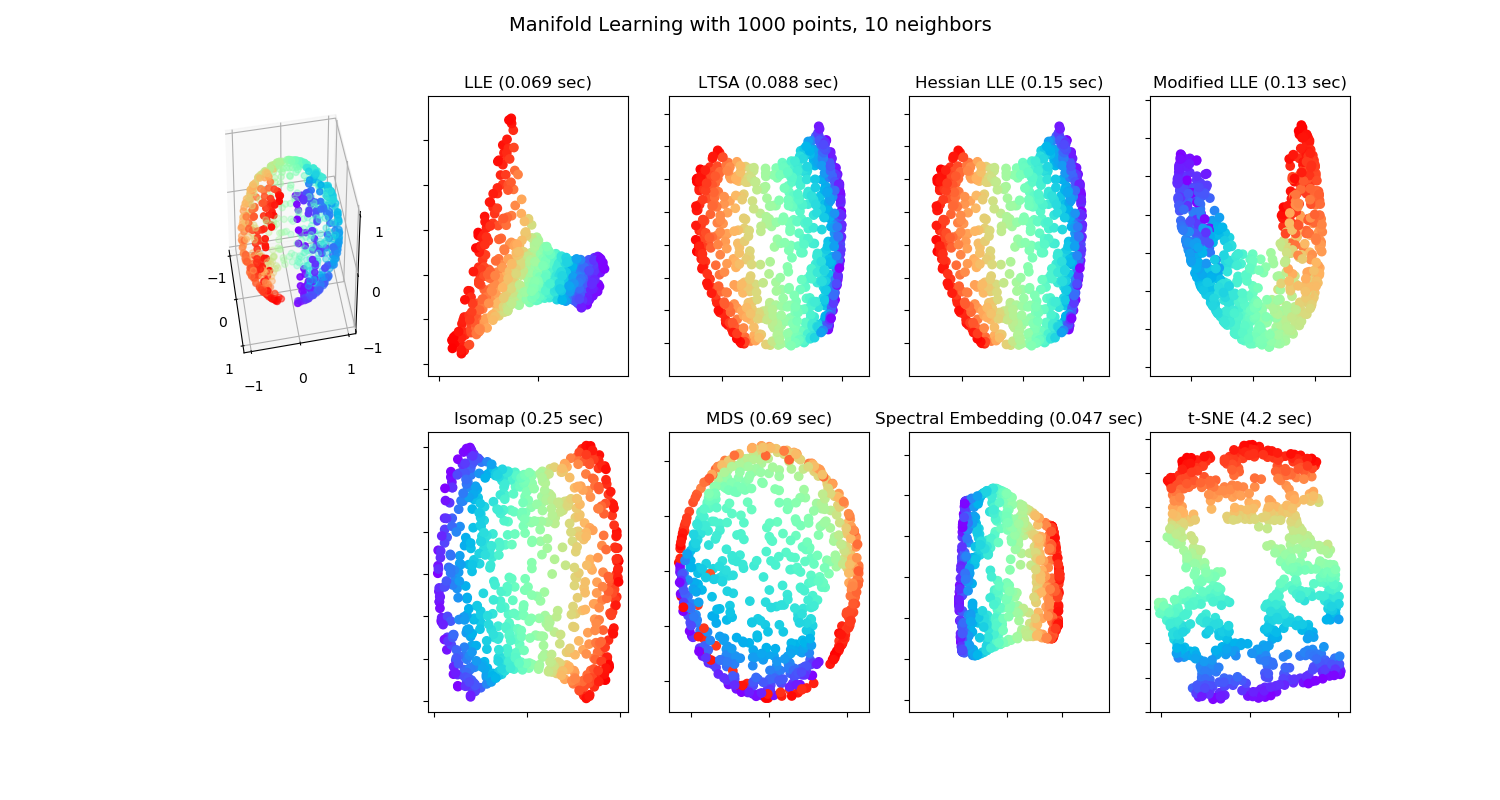 Manifold Learning with 1000 points, 10 neighbors
LLE (0.069 sec)
LTSA (0.088 sec)
Hessian LLE (0.15 sec)
Modified LLE (0.13 sec)
1
0
−1
−1
0
1
−1
0
1
Isomap (0.25 sec)
MDS (0.69 sec)
Spectral Embedding (0.047 sec)
t-SNE (4.2 sec)